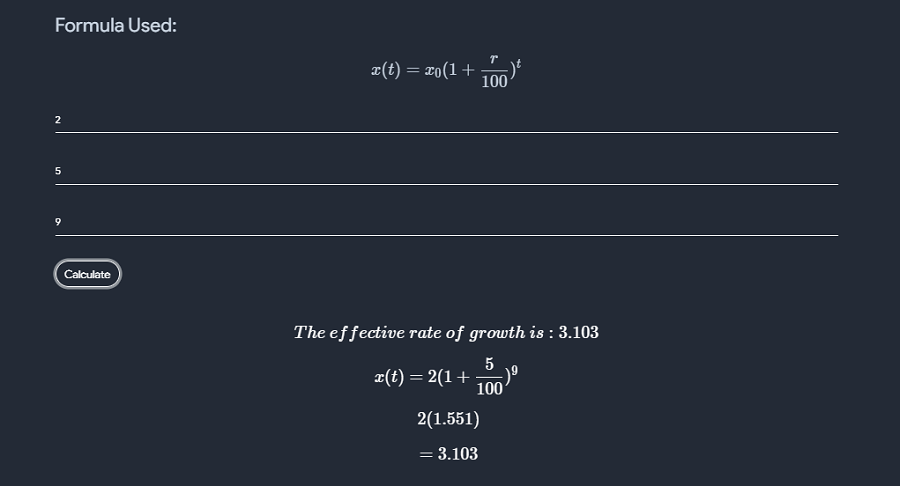 Formula Used:
x(t) = x₀(1 + r/100)ᵗ
2
5
9
Calculate
The effective rate of growth is : 3.103
x(t) = 2(1 + 5/100)⁹
2(1.551)
= 3.103